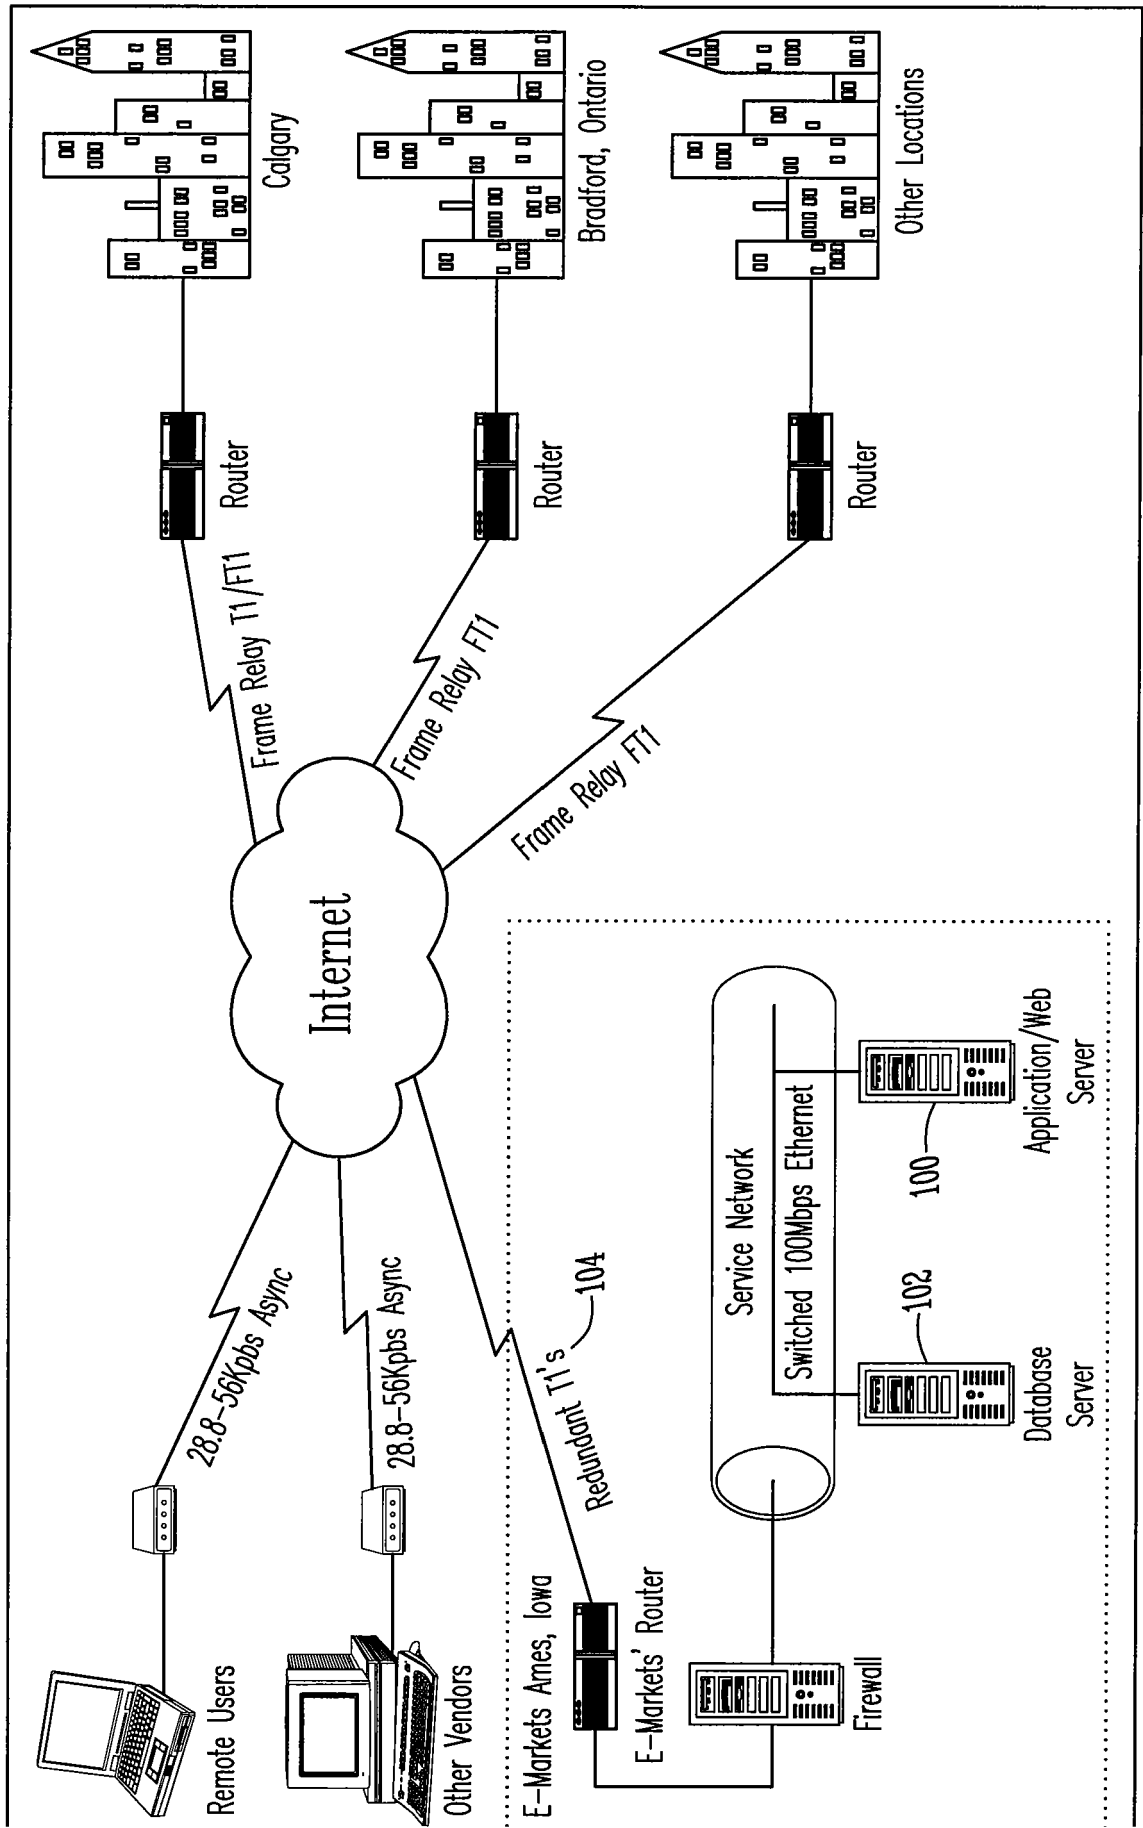 Remote Users
28.8-56Kpbs Async
Frame Relay T1/FT1
Router
Calgary
Other Vendors
28.8-56Kpbs Async
Internet
Frame Relay FT1
Router
Bradford, Ontario
E-Markets Ames, Iowa
Redundant T1's
104
Frame Relay FT1
E-Markets' Router
Service Network
Switched 100Mbps Ethernet
Router
Other Locations
Firewall
102
100
Database
Server
Application/Web
Server